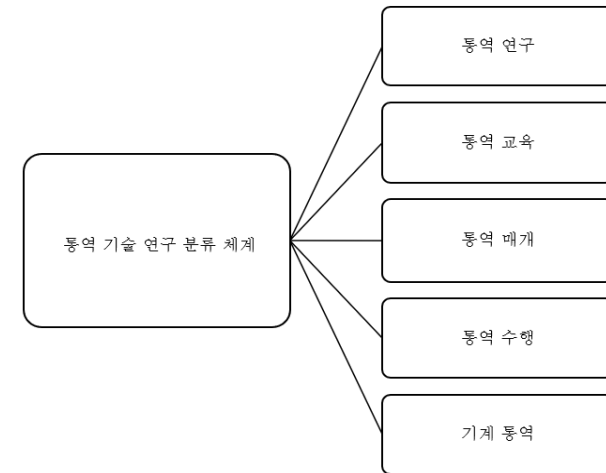 통역 기술 연구 분류 체계
통역 연구
통역 교육
통역 매개
통역 수행
기계 통역